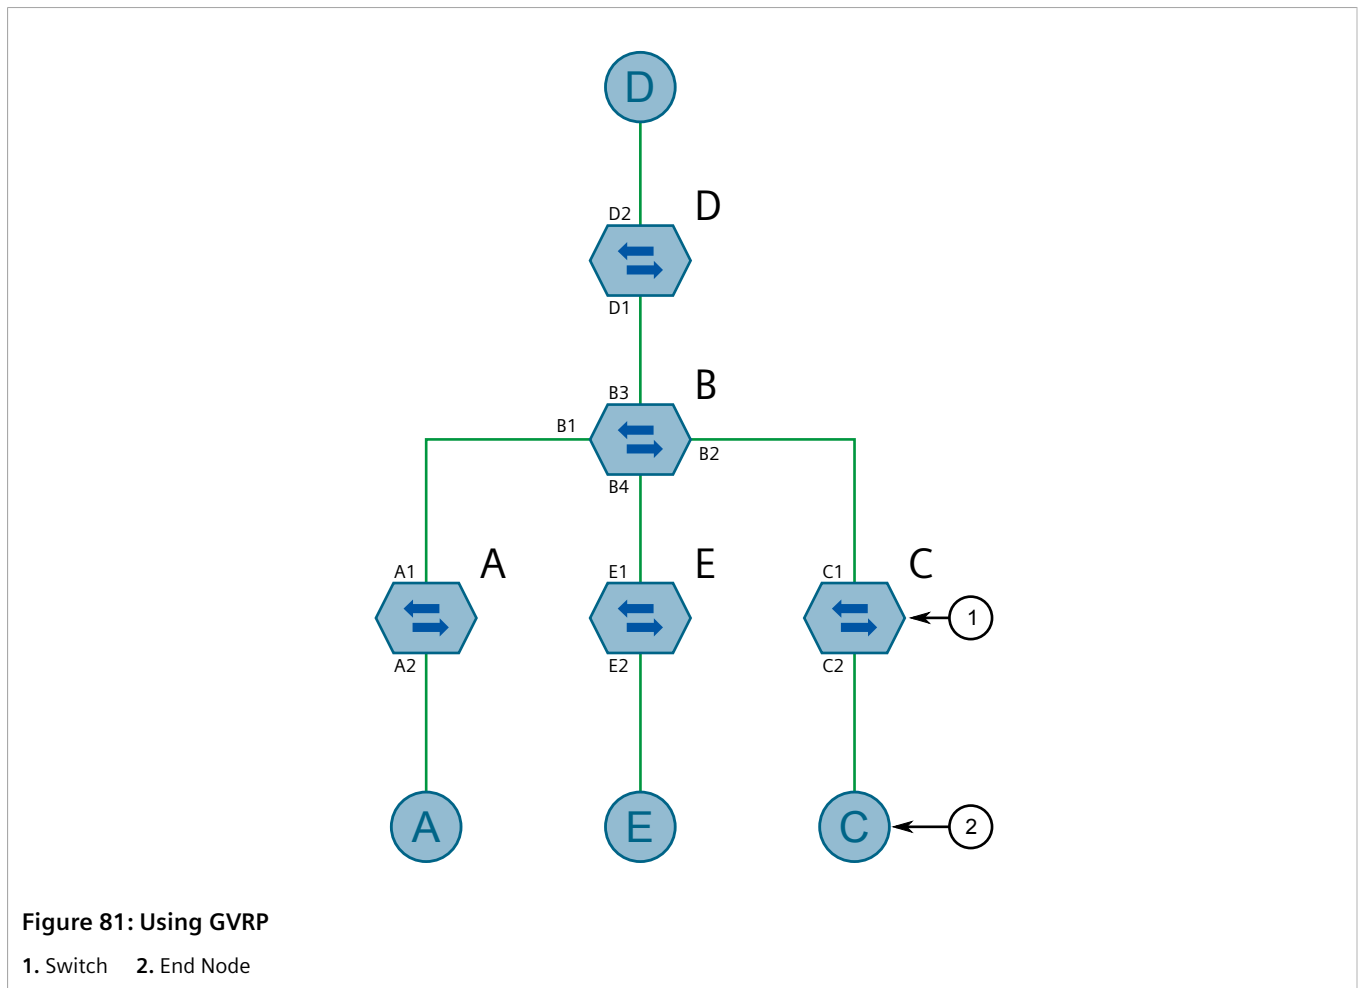 D
D2
D
D1
B3
B
B1
B2
B4
A1
A
E1
E
C1
C
1
A2
E2
C2
A
E
C
2
Figure 81: Using GVRP
1. Switch 2. End Node